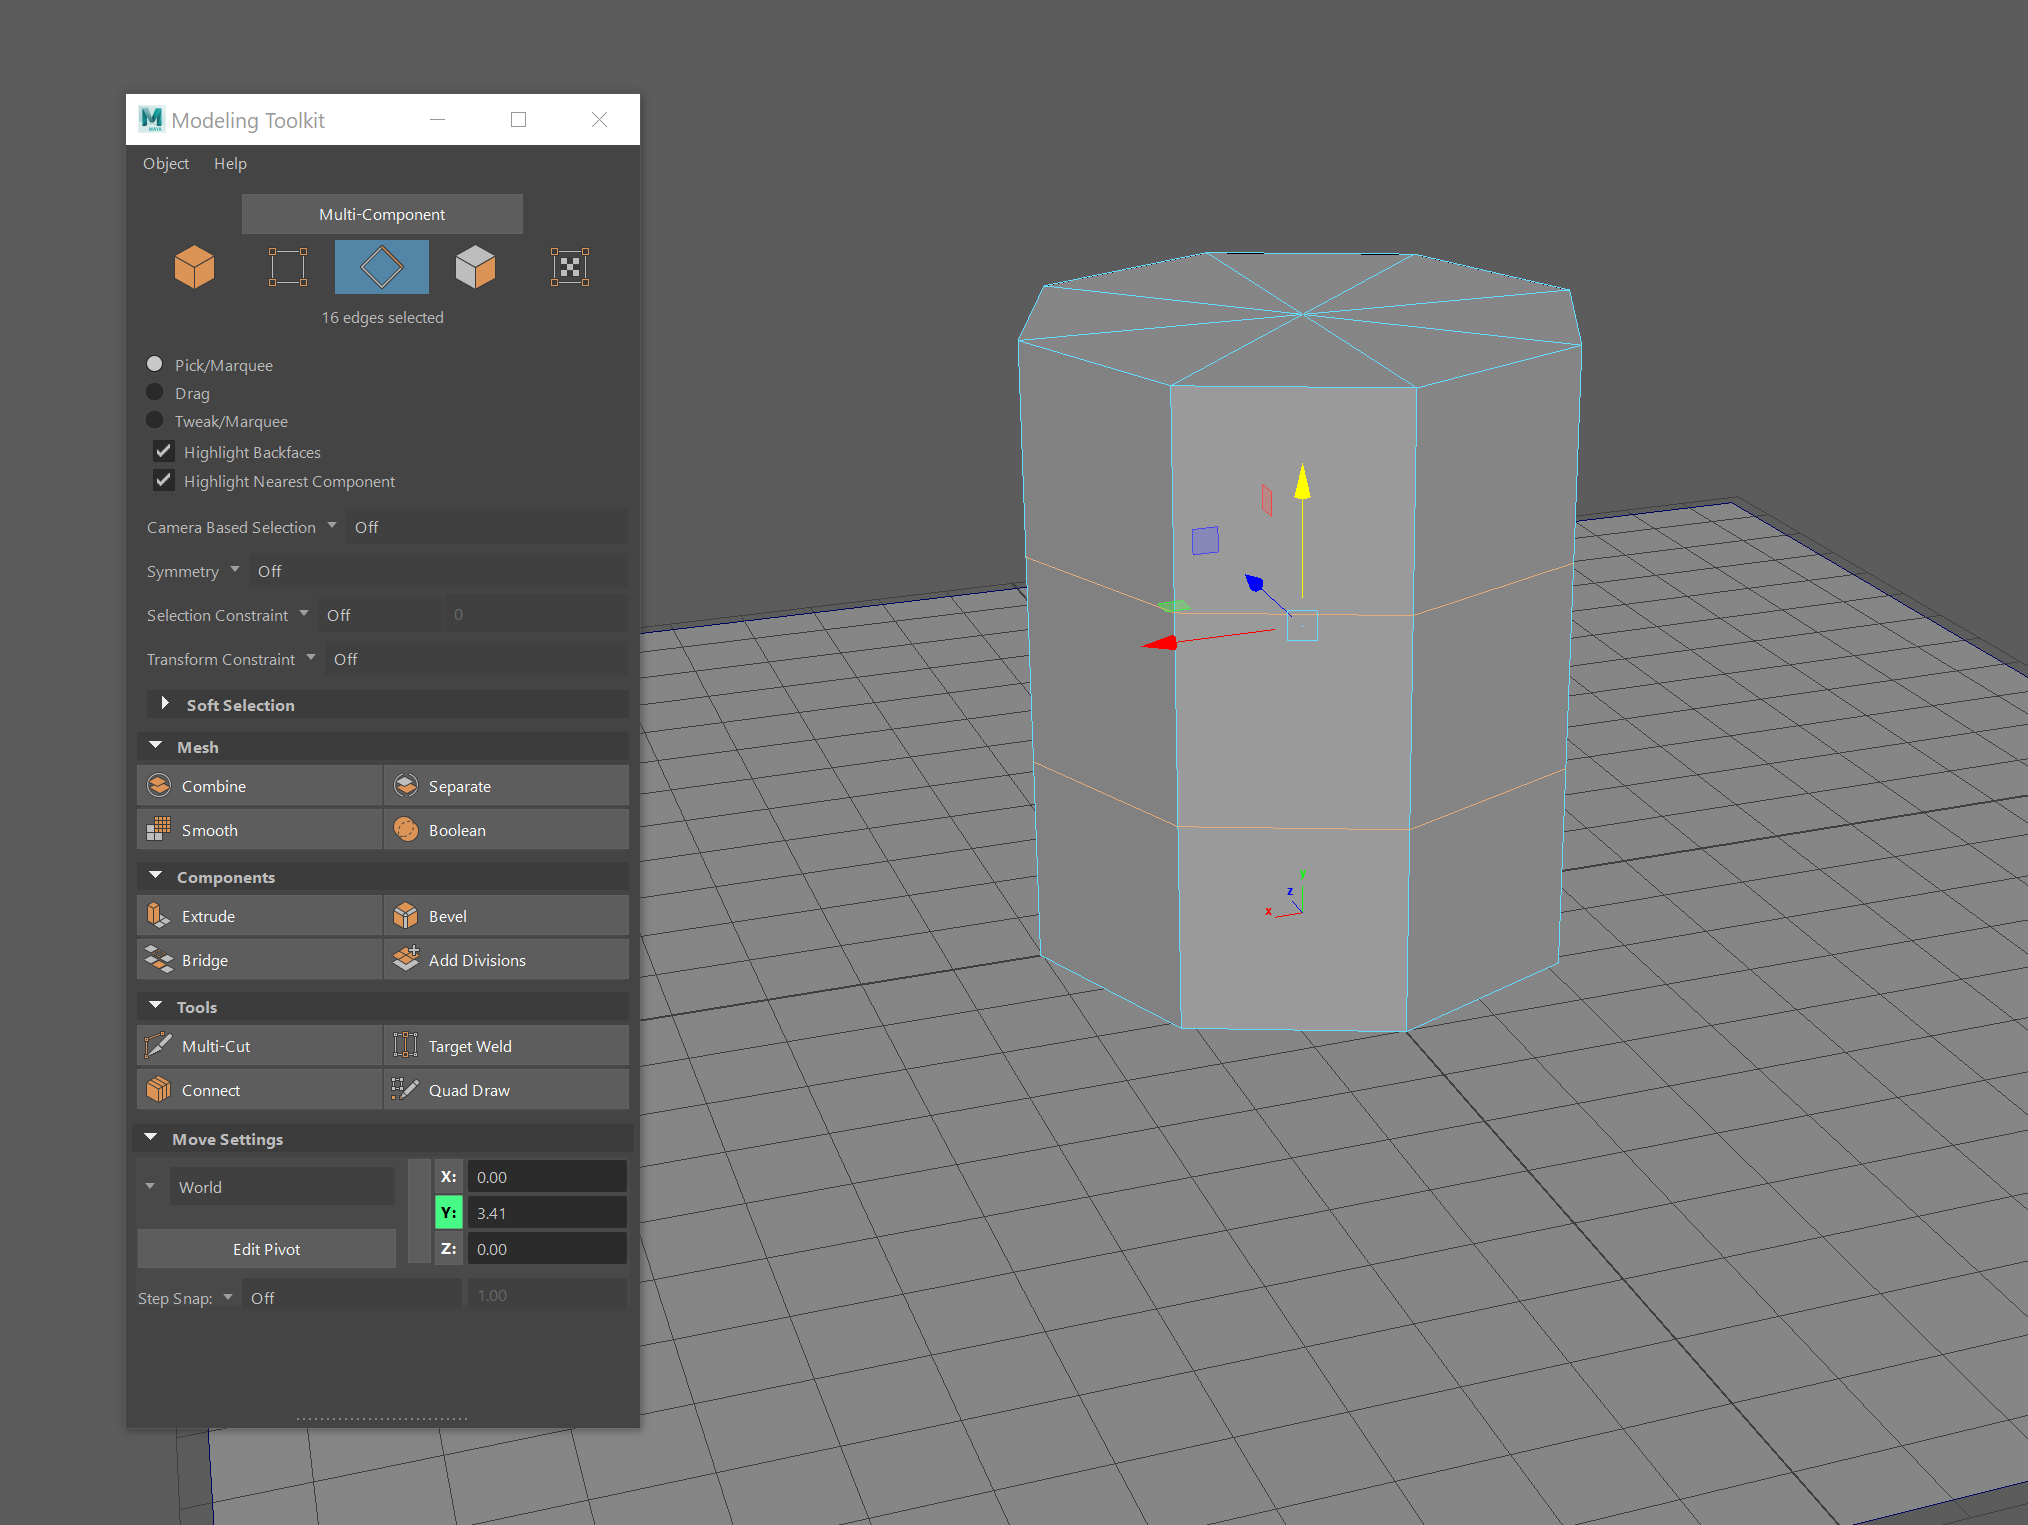 Modeling Toolkit
Object Help
Multi-Component
16 edges selected
Pick/Marquee
Drag
Tweak/Marquee
Highlight Backfaces
Highlight Nearest Component
Camera Based Selection Off
Symmetry Off
Selection Constraint Off 0
Transform Constraint Off
Soft Selection
Mesh
Combine Separate
Smooth Boolean
Components
Extrude Bevel
Bridge Add Divisions
Tools
Multi-Cut Target Weld
Connect Quad Draw
Move Settings
World
X: 0.00
Y: 3.41
Z: 0.00
Edit Pivot
Step Snap: Off 1.00
Y
z
x